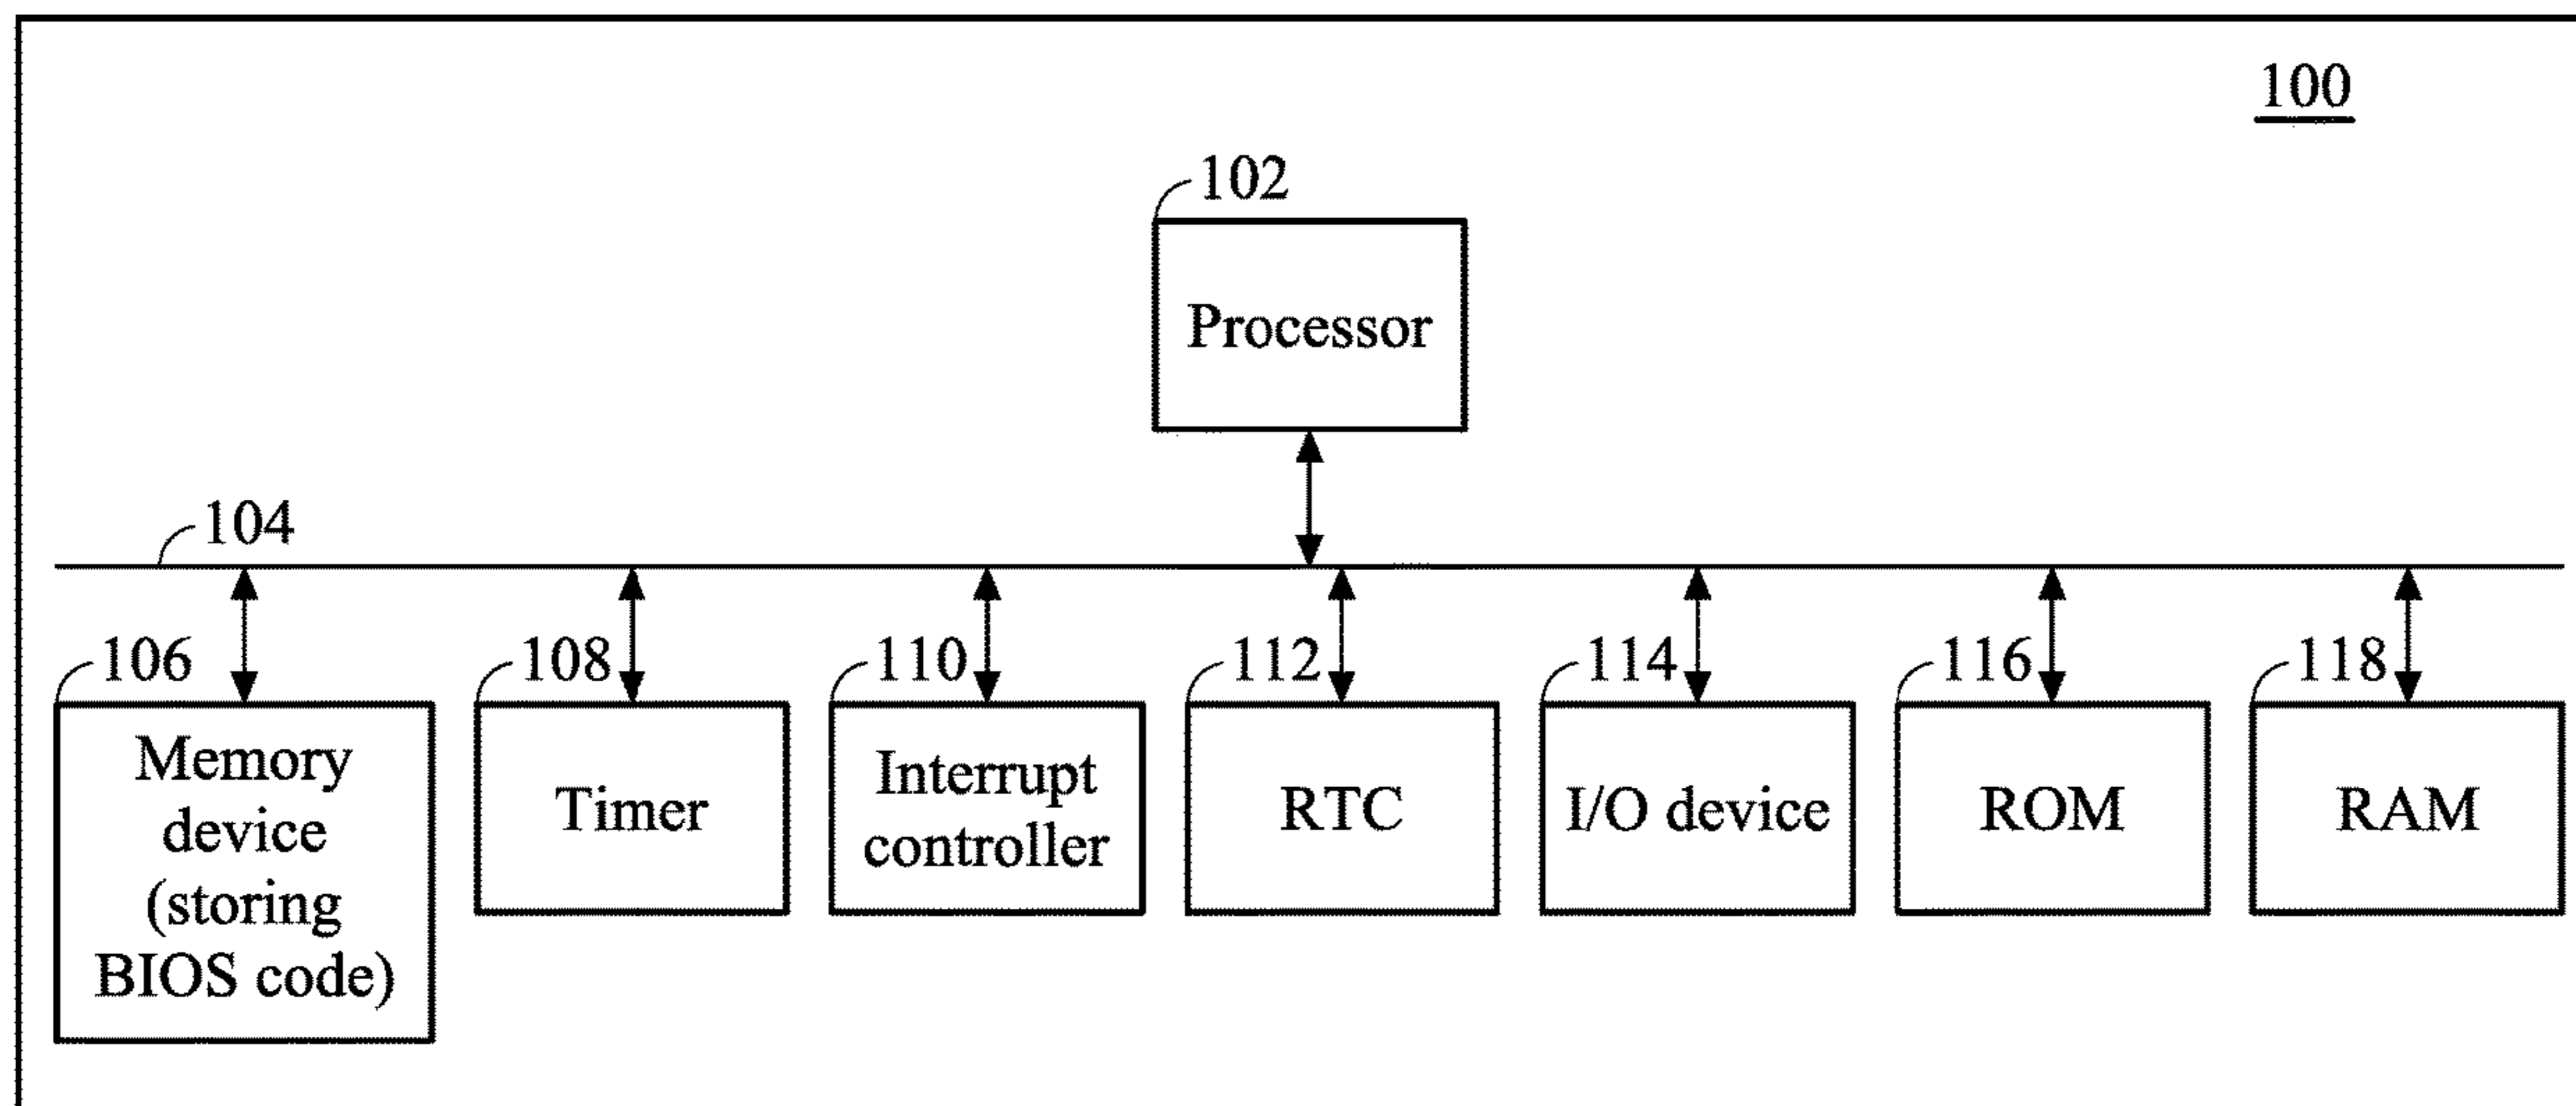 100
102
Processor
104
106
108
110
112
114
116
118
Memory
device
(storing
BIOS code)
Timer
Interrupt
controller
RTC
I/O device
ROM
RAM